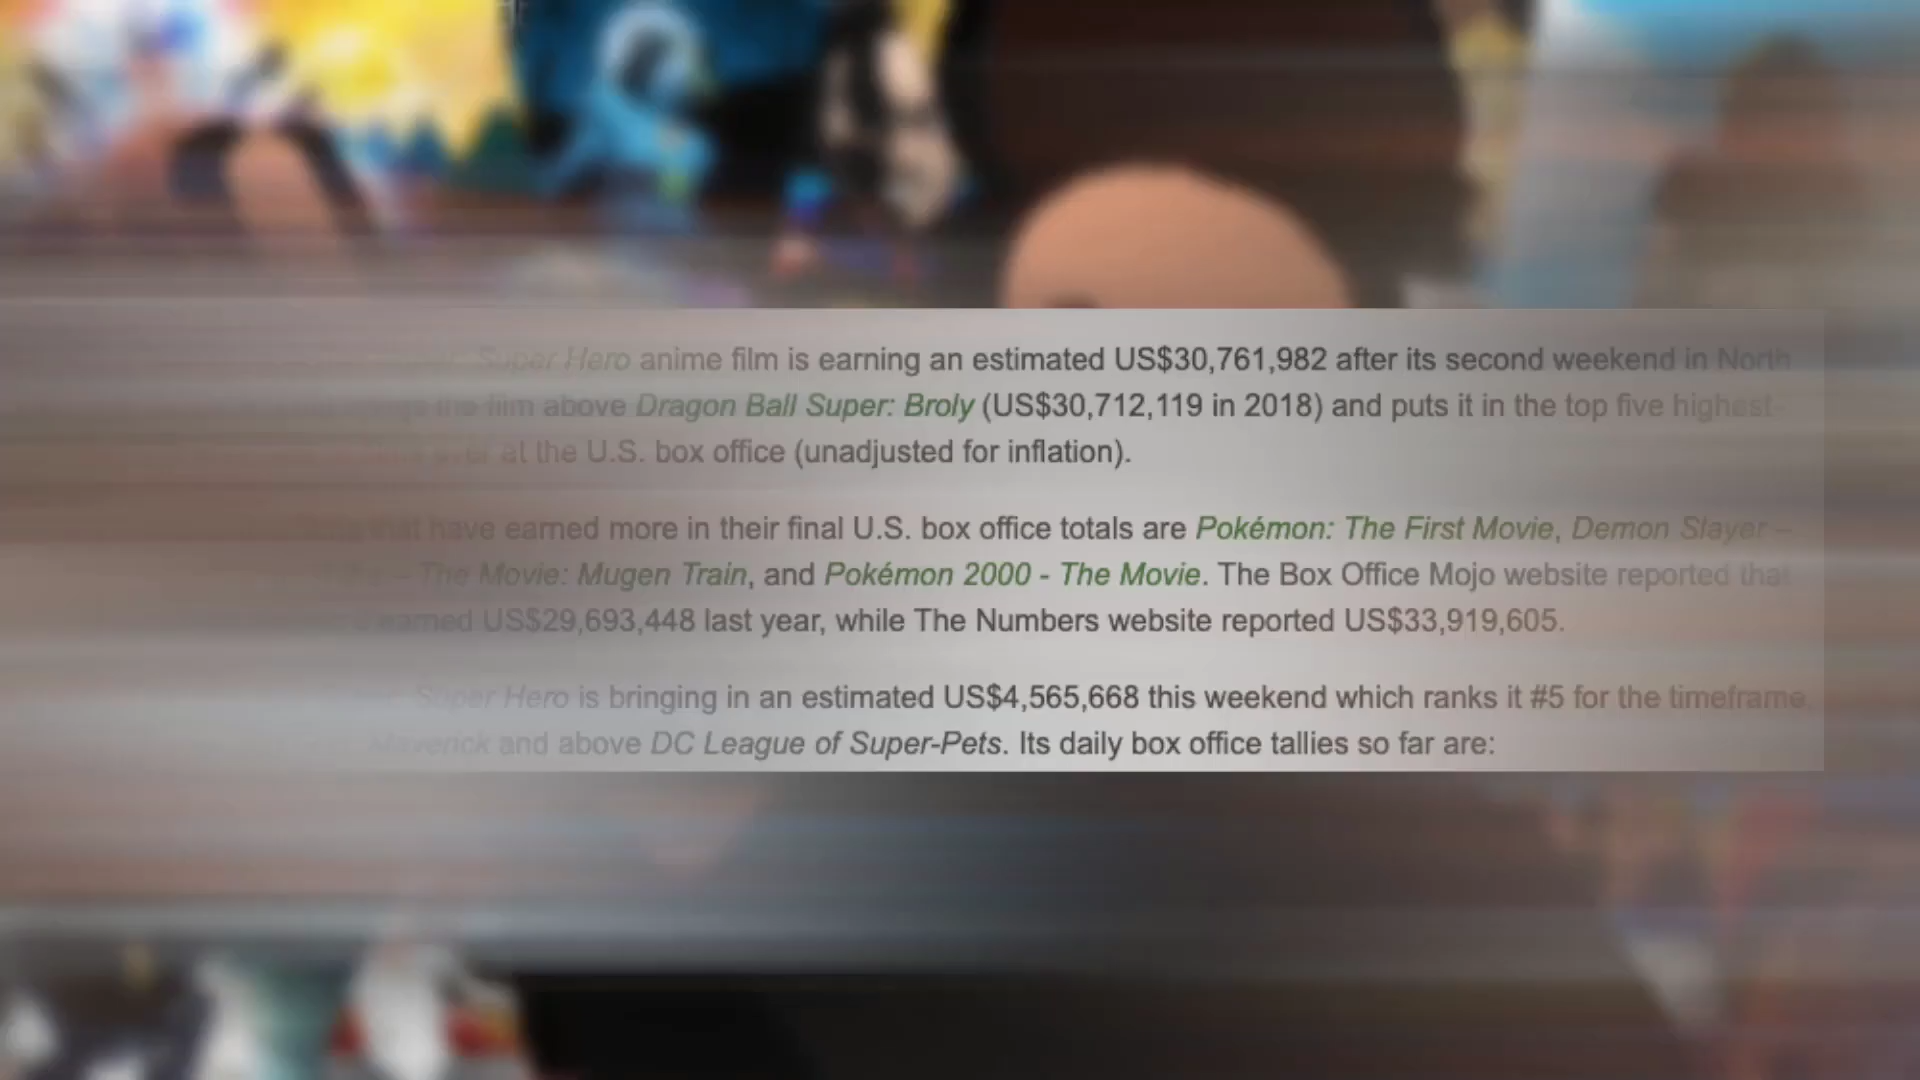 Super Hero anime film is earning an estimated US$30,761,982 after its second weekend in North
the film above Dragon Ball Super: Broly (US$30,712,119 in 2018) and puts it in the top five highest-
ever at the U.S. box office (unadjusted for inflation).
that have earned more in their final U.S. box office totals are Pokémon: The First Movie, Demon Slayer –
– The Movie: Mugen Train, and Pokémon 2000 - The Movie. The Box Office Mojo website reported that
earned US$29,693,448 last year, while The Numbers website reported US$33,919,605.
Super Hero is bringing in an estimated US$4,565,668 this weekend which ranks it #5 for the timeframe,
Maverick and above DC League of Super-Pets. Its daily box office tallies so far are: